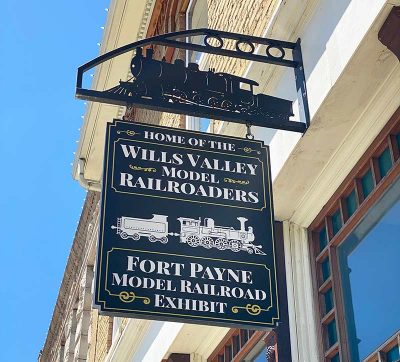 HOME OF THE
WILLS VALLEY
MODEL
RAILROADERS
FORT PAYNE
MODEL RAILROAD
EXHIBIT